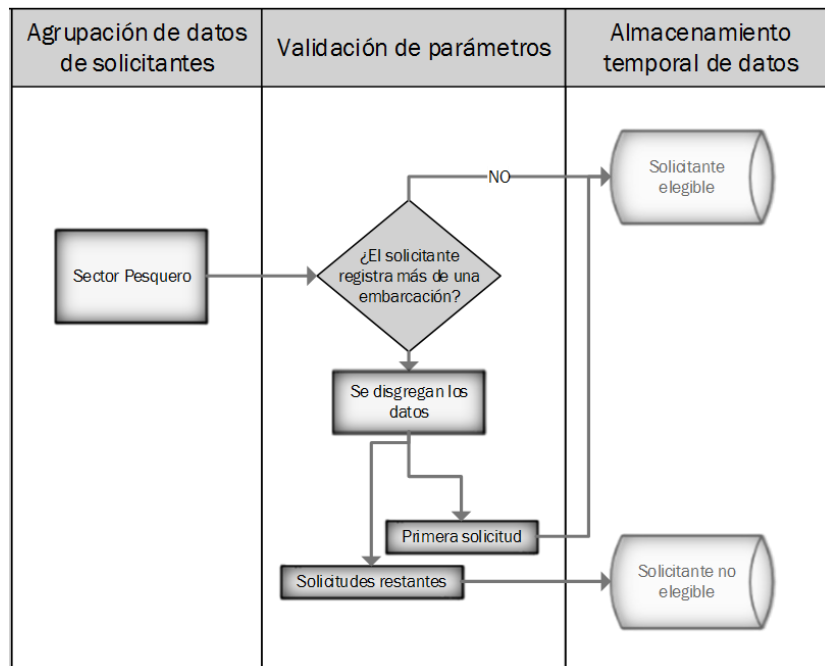 Agrupación de datos
de solicitantes
Validación de parámetros
Almacenamiento
temporal de datos
NO
Solicitante
elegible
¿El solicitante
registra más de una
embarcación?
Sector Pesquero
Se disgregan los
datos
Primera solicitud
Solicitudes restantes
Solicitante no
elegible